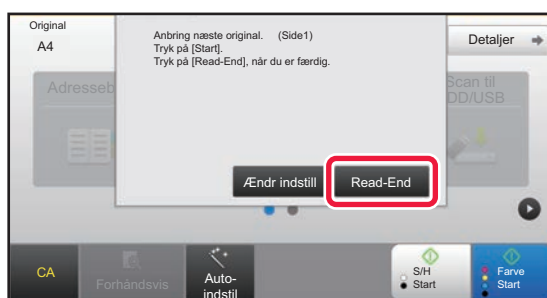 Original
A4
Anbring næste original. (Side1)
Tryk på [Start].
Tryk på [Read-End], når du er færdig.
Detaljer
Adresseb
Scan til
DD/USB
Ændr indstill
Read-End
CA
Forhåndsvis
Auto-
indstil
S/H
Start
Farve
Start